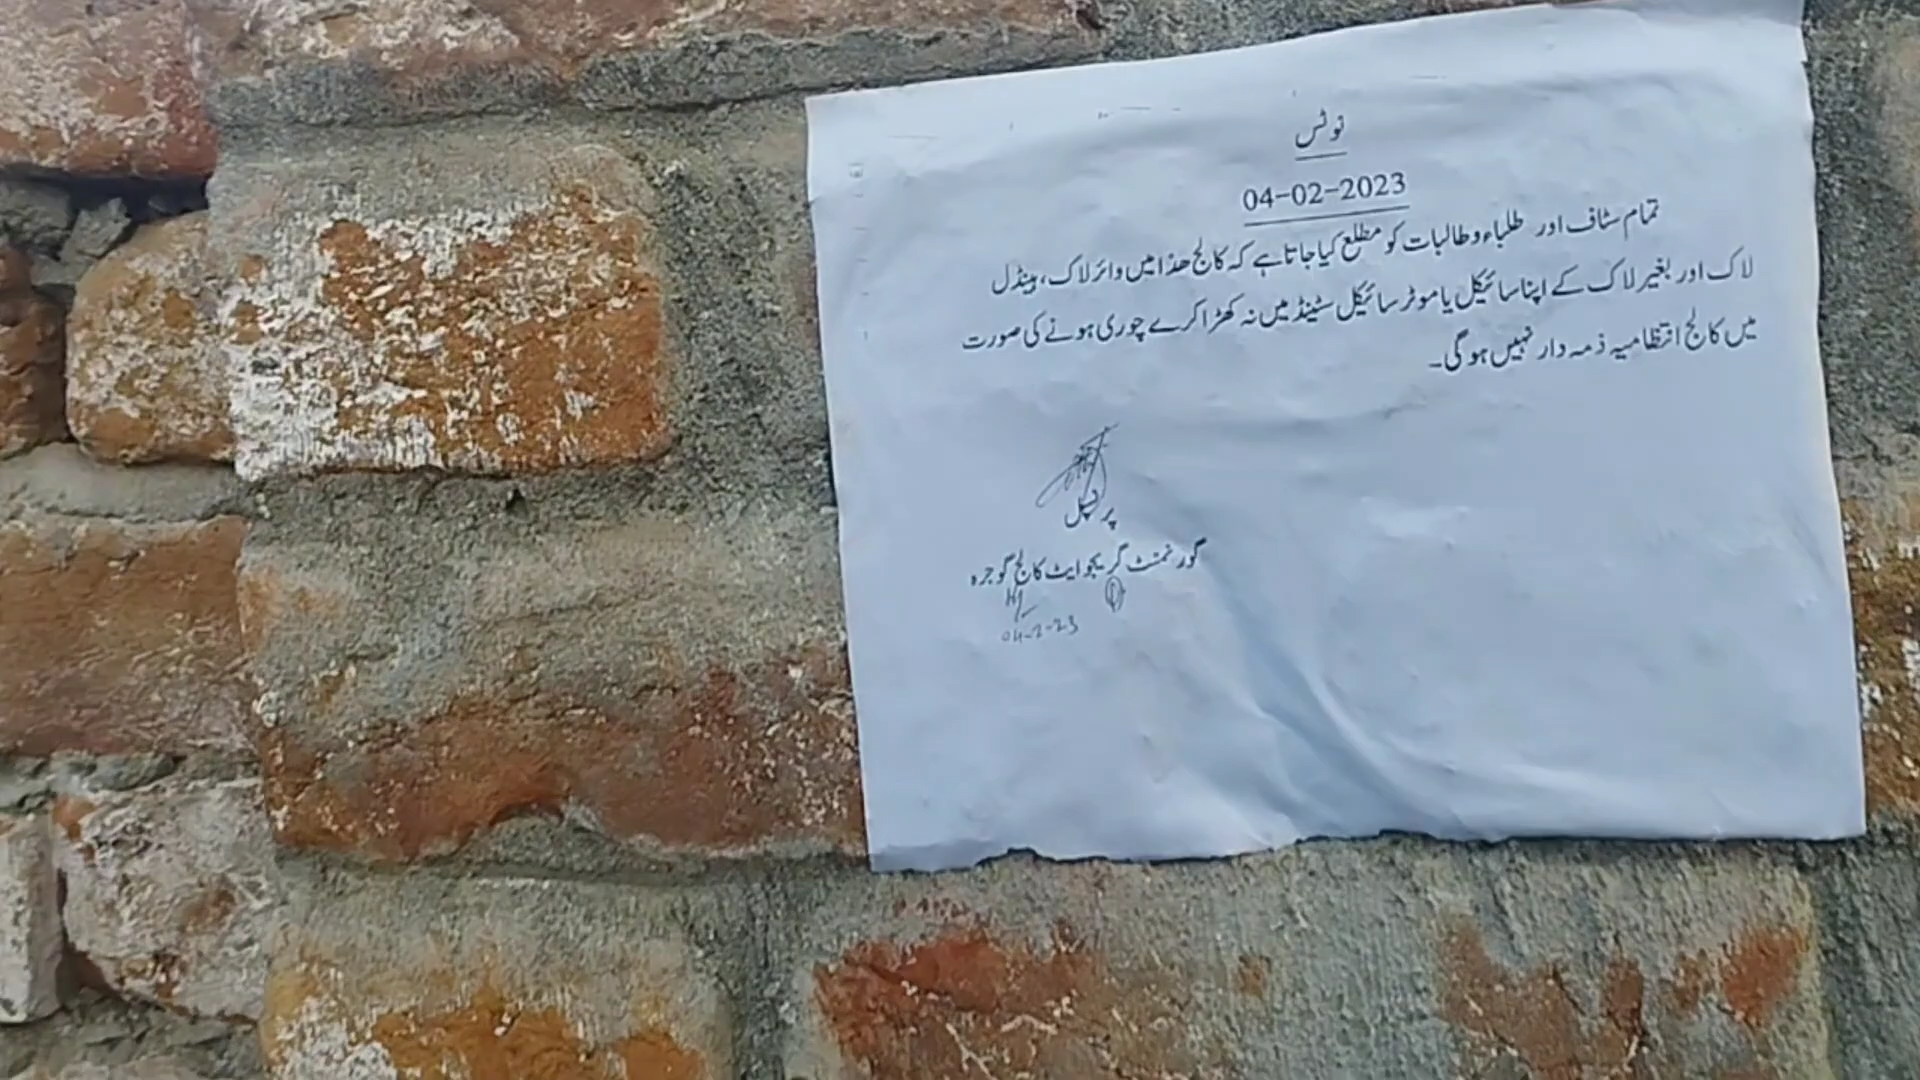 نوٹس
04-02-2023
تمام سٹاف اور طلباء و طالبات کو مطلع کیا جاتا ہے کہ کالج ھذا میں وائر لاک، ہینڈل
لاک اور بغیر لاک کے اپنا سائیکل یا موٹر سائیکل سٹینڈ میں نہ کھڑا کرے چوری ہونے کی صورت
میں کالج انتظامیہ ذمہ دار نہیں ہوگی۔
پرنسپل
گورنمنٹ گریجوایٹ کالج گوجرہ
04-2-23